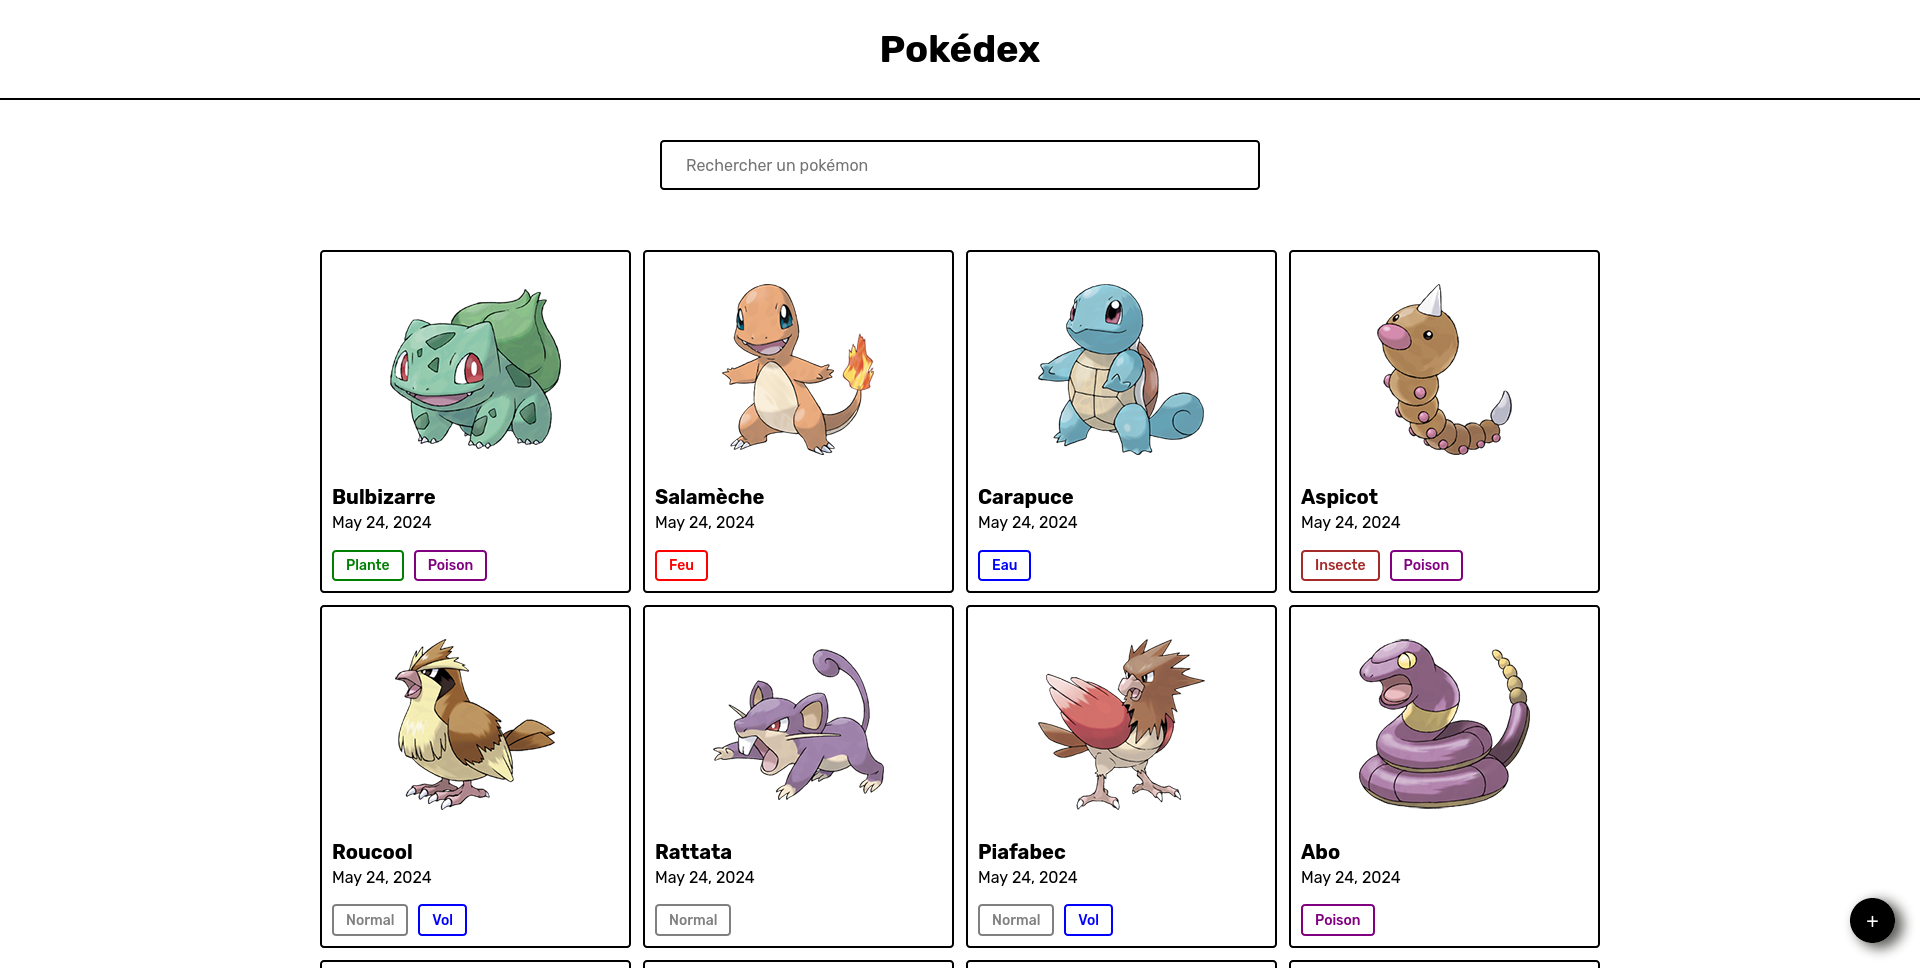 Pokédex
Rechercher un pokémon
Bulbizarre
May 24, 2024
Plante Poison
Salamèche
May 24, 2024
Feu
Carapuce
May 24, 2024
Eau
Aspicot
May 24, 2024
Insecte Poison
Roucool
May 24, 2024
Normal Vol
Rattata
May 24, 2024
Normal
Piafabec
May 24, 2024
Normal Vol
Abo
May 24, 2024
Poison
+